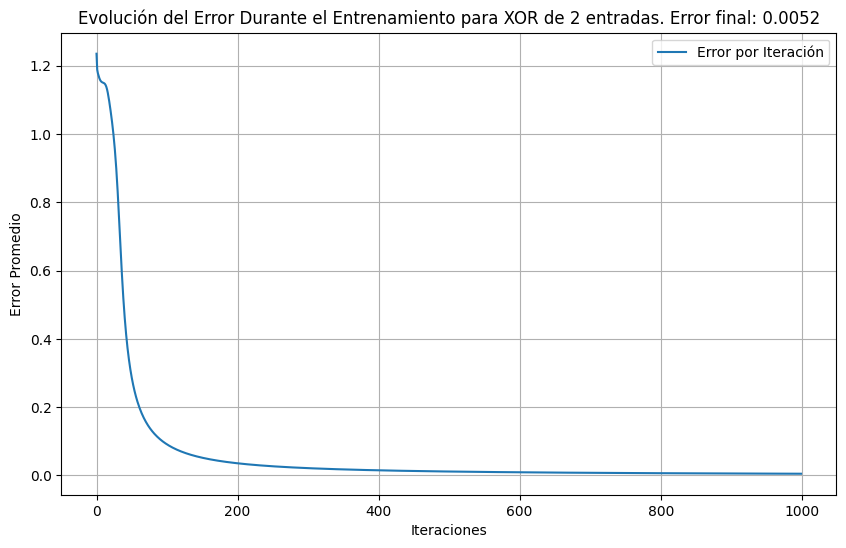 Evolución del Error Durante el Entrenamiento para XOR de 2 entradas. Error final: 0.0052
Error por Iteración
1.2
1.0
0.8
0.6
0.4
0.2
0.0
Error Promedio
0 200 400 600 800 1000
Iteraciones